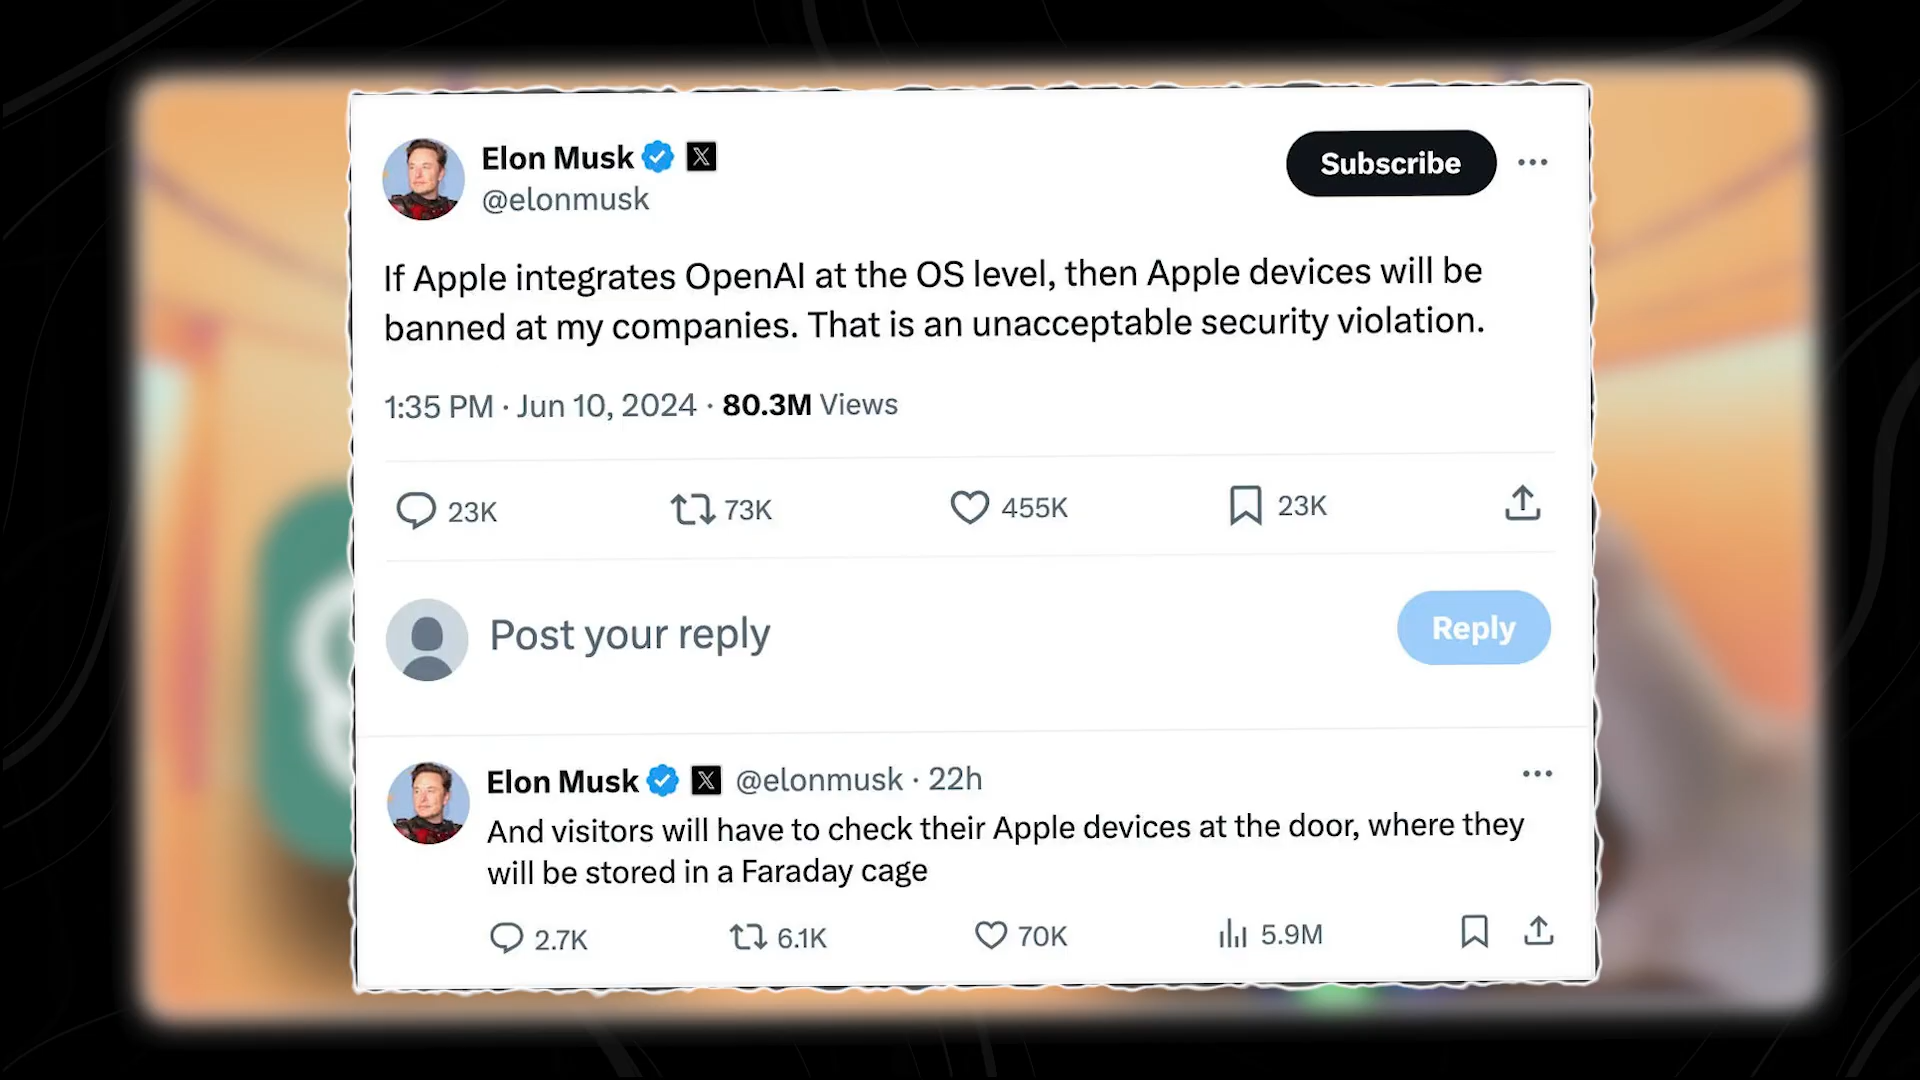 Elon Musk
@elonmusk
Subscribe
If Apple integrates OpenAI at the OS level, then Apple devices will be
banned at my companies. That is an unacceptable security violation.
1:35 PM · Jun 10, 2024 · 80.3M Views
23K 73K 455K 23K
Post your reply
Reply
Elon Musk @elonmusk · 22h
And visitors will have to check their Apple devices at the door, where they
will be stored in a Faraday cage
2.7K 6.1K 70K 5.9M